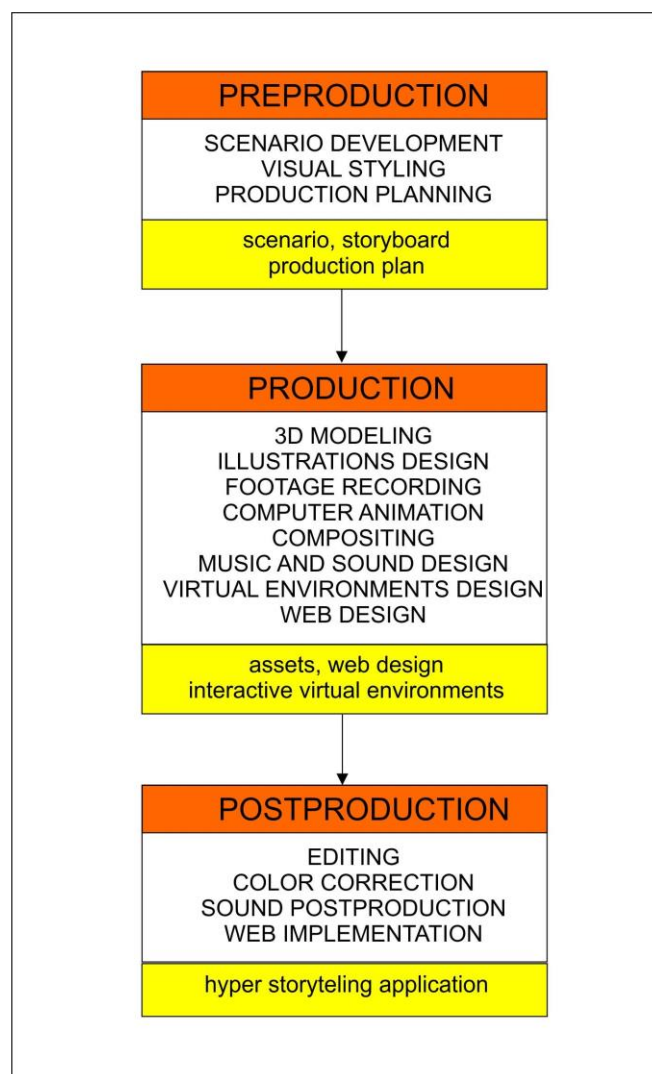 PREPRODUCTION
SCENARIO DEVELOPMENT
VISUAL STYLING
PRODUCTION PLANNING
scenario, storyboard
production plan
PRODUCTION
3D MODELING
ILLUSTRATIONS DESIGN
FOOTAGE RECORDING
COMPUTER ANIMATION
COMPOSITING
MUSIC AND SOUND DESIGN
VIRTUAL ENVIRONMENTS DESIGN
WEB DESIGN
assets, web design
interactive virtual environments
POSTPRODUCTION
EDITING
COLOR CORRECTION
SOUND POSTPRODUCTION
WEB IMPLEMENTATION
hyper storyteling application